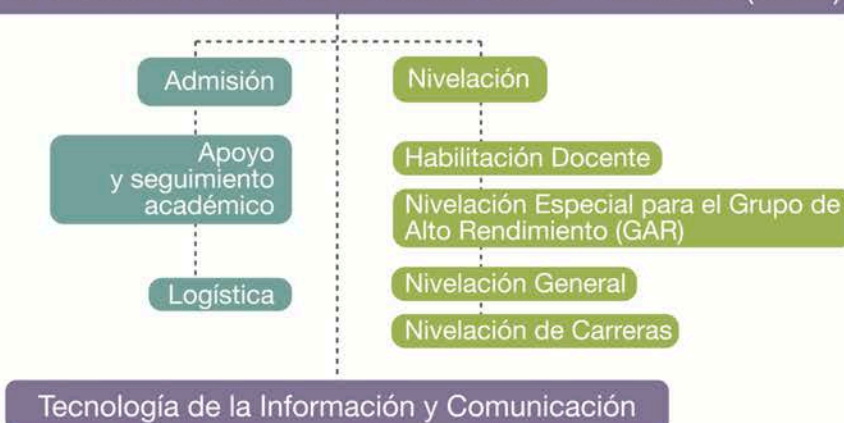 Admisión
Apoyo
y seguimiento
académico
Logística
Nivelación
Habilitación Docente
Nivelación Especial para el Grupo de
Alto Rendimiento (GAR)
Nivelación General
Nivelación de Carreras
Tecnología de la Información y Comunicación